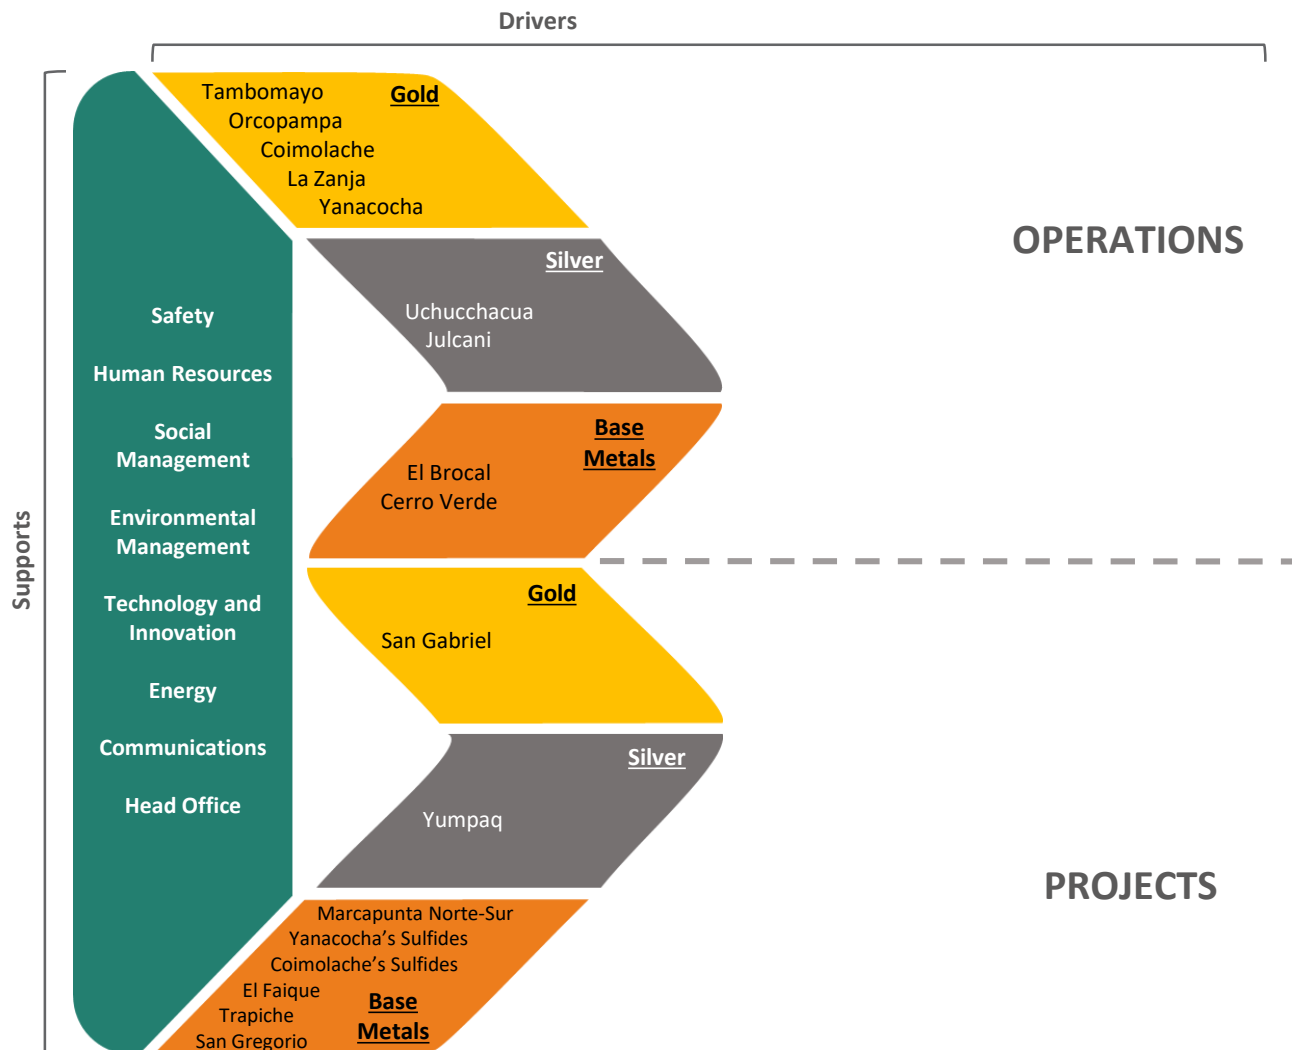 Drivers
Supports
Tambomayo
Orcopampa
Coimolache
La Zanja
Yanacocha
Gold
OPERATIONS
Silver
Uchucchacua
Julcani
Base
Metals
El Brocal
Cerro Verde
Safety
Human Resources
Social
Management
Environmental
Management
Technology and
Innovation
Energy
Communications
Head Office
Gold
San Gabriel
Silver
Yumpaq
PROJECTS
Marcapunta Norte-Sur
Yanacocha’s Sulfides
Coimolache’s Sulfides
El Faique
Trapiche
San Gregorio
Base
Metals